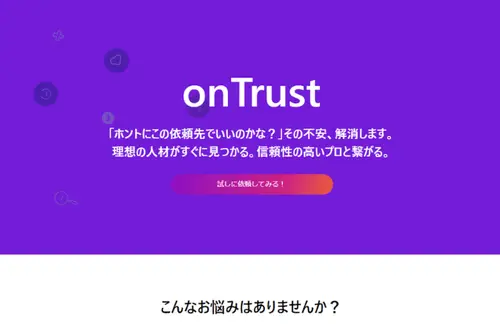 onTrust
「ホントにこの依頼先でいいのかな？」その不安、解消します。
理想の人材がすぐに見つかる。信頼性の高いプロと繋がる。
試しに依頼してみる！
こんなお悩みはありませんか？